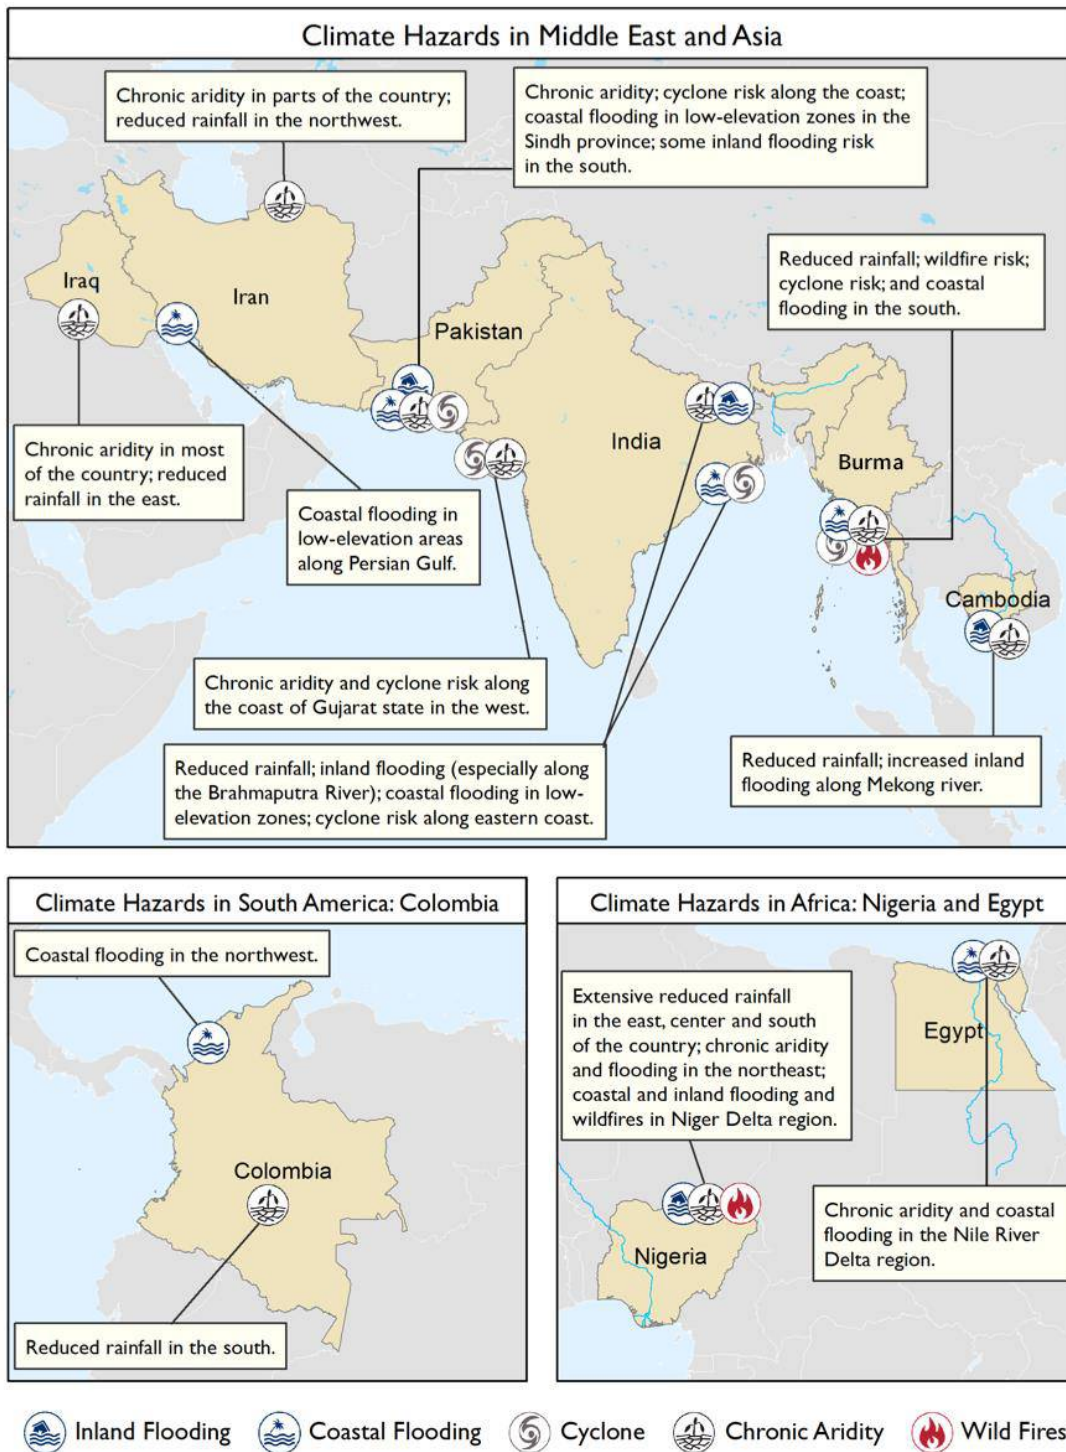 Climate Hazards in Middle East and Asia
Chronic aridity in parts of the country;
reduced rainfall in the northwest.
Chronic aridity; cyclone risk along the coast;
coastal flooding in low-elevation zones in the
Sindh province; some inland flooding risk
in the south.
Reduced rainfall; wildfire risk;
cyclone risk; and coastal
flooding in the south.
Iraq
Iran
Pakistan
India
Burma
Cambodia
Chronic aridity in most
of the country; reduced
rainfall in the east.
Coastal flooding in
low-elevation areas
along Persian Gulf.
Chronic aridity and cyclone risk along
the coast of Gujarat state in the west.
Reduced rainfall; inland flooding (especially along
the Brahmaputra River); coastal flooding in low-
elevation zones; cyclone risk along eastern coast.
Reduced rainfall; increased inland
flooding along Mekong river.
Climate Hazards in South America: Colombia
Coastal flooding in the northwest.
Colombia
Reduced rainfall in the south.
Climate Hazards in Africa: Nigeria and Egypt
Extensive reduced rainfall
in the east, center and south
of the country; chronic aridity
and flooding in the northeast;
coastal and inland flooding and
wildfires in Niger Delta region.
Egypt
Nigeria
Chronic aridity and coastal
flooding in the Nile River
Delta region.
Inland Flooding
Coastal Flooding
Cyclone
Chronic Aridity
Wild Fires